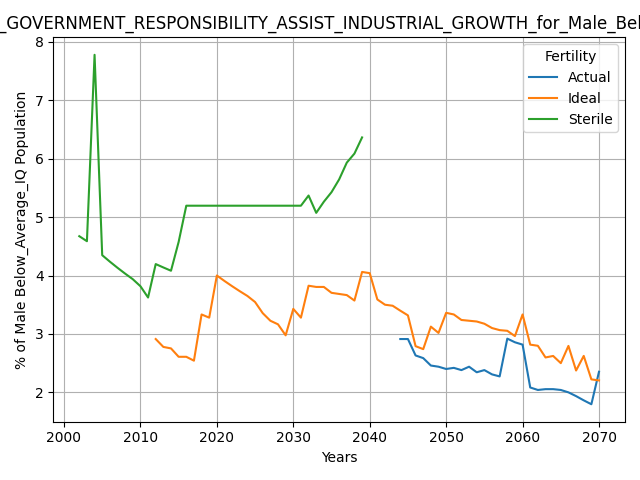 _GOVERNMENT_RESPONSIBILITY_ASSIST_INDUSTRIAL_GROWTH_for_Male_Bel
Fertility
Actual
Ideal
Sterile
% of Male Below_Average_IQ Population
8
7
6
5
4
3
2
2000 2010 2020 2030 2040 2050 2060 2070
Years